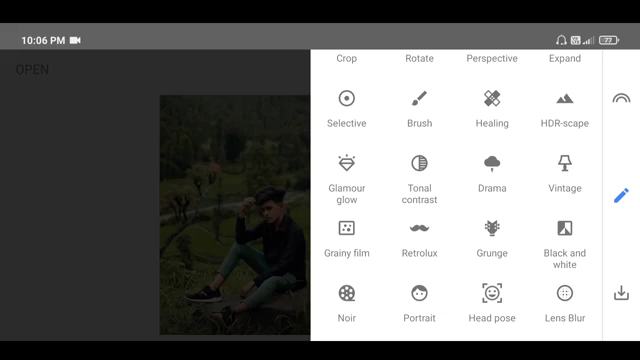 10:06 PM
77
OPEN
Crop Rotate Perspective Expand
Selective Brush Healing HDR-scape
Glamour glow Tonal contrast Drama Vintage
Grainy film Retrolux Grunge Black and white
Noir Portrait Head pose Lens Blur